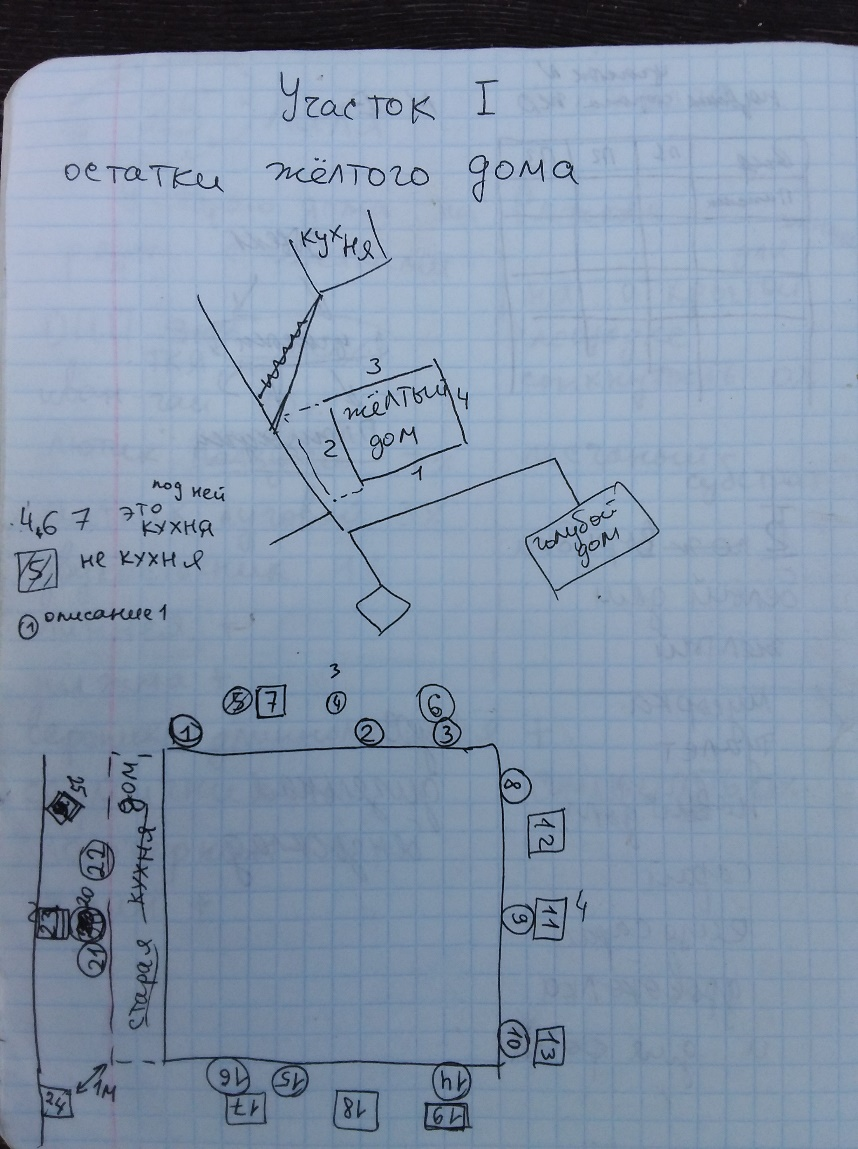 Участок I
остатки жёлтого дома
кухня
3
жёлтый
4
2
дом
1
под ней
4,6 7 это
кухня
5 не кухня
1 описание 1
голубой
дом
3
5 7 4 6
1 2 3
8
дом
25
12
22
кухня
20
23
9 11 4
21
старая
10 13
1м
16 15 14
24
17 18 19